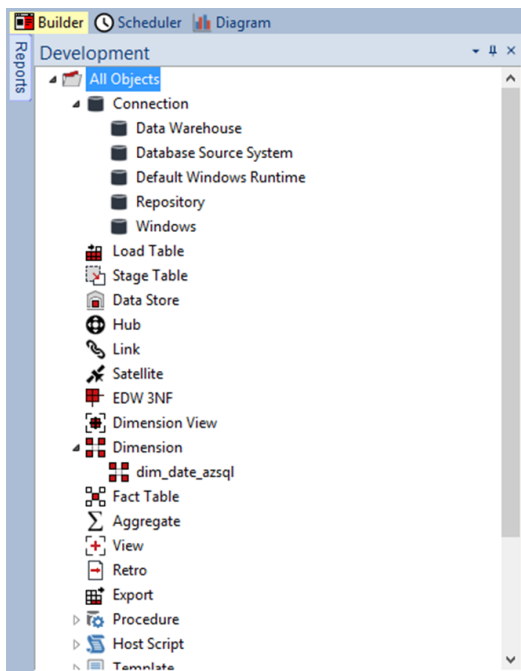 Builder Scheduler Diagram
Reports
Development
All Objects
Connection
Data Warehouse
Database Source System
Default Windows Runtime
Repository
Windows
Load Table
Stage Table
Data Store
Hub
Link
Satellite
EDW 3NF
Dimension View
Dimension
dim_date_azsql
Fact Table
Aggregate
View
Retro
Export
Procedure
Host Script
Template